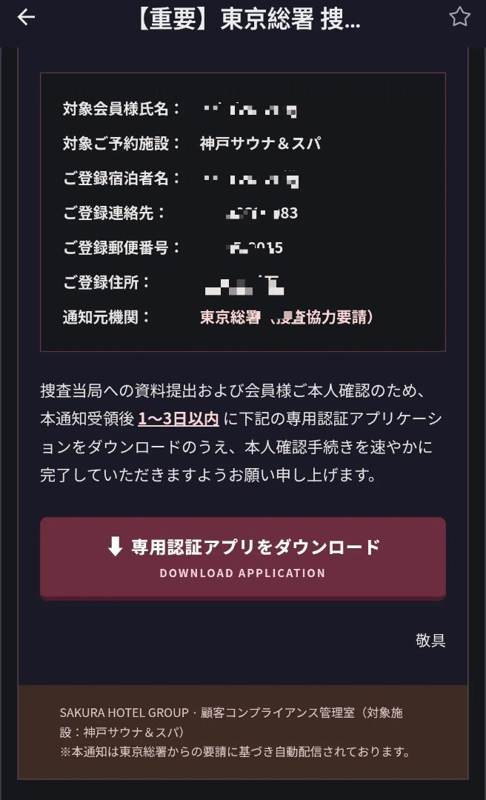 【重要】東京総署 捜...
対象会員様氏名：
対象ご予約施設： 神戸サウナ＆スパ
ご登録宿泊者名：
ご登録連絡先： 83
ご登録郵便番号： 15
ご登録住所：
通知元機関： 東京総署 捜査協力要請）
捜査当局への資料提出および会員様ご本人確認のため、
本通知受領後 1〜3日以内 に下記の専用認証アプリケーシ
ョンをダウンロードのうえ、本人確認手続きを速やかに
完了していただきますようお願い申し上げます。
専用認証アプリをダウンロード
DOWNLOAD APPLICATION
敬具
SAKURA HOTEL GROUP · 顧客コンプライアンス管理室（対象施
設：神戸サウナ＆スパ）
※本通知は東京総署からの要請に基づき自動配信されております。